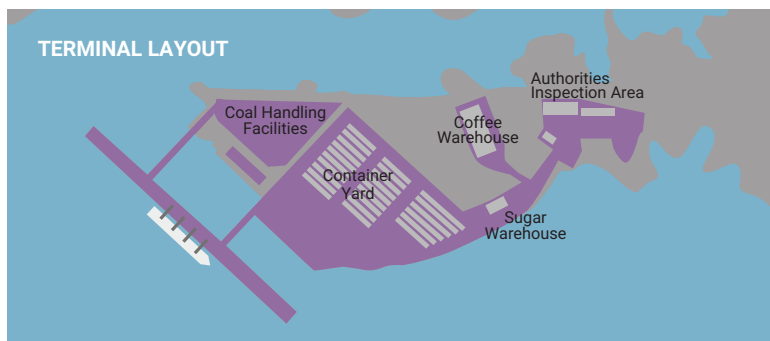 TERMINAL LAYOUT
Authorities
Inspection Area
Coal Handling
Facilities
Coffee
Warehouse
Container
Yard
Sugar
Warehouse